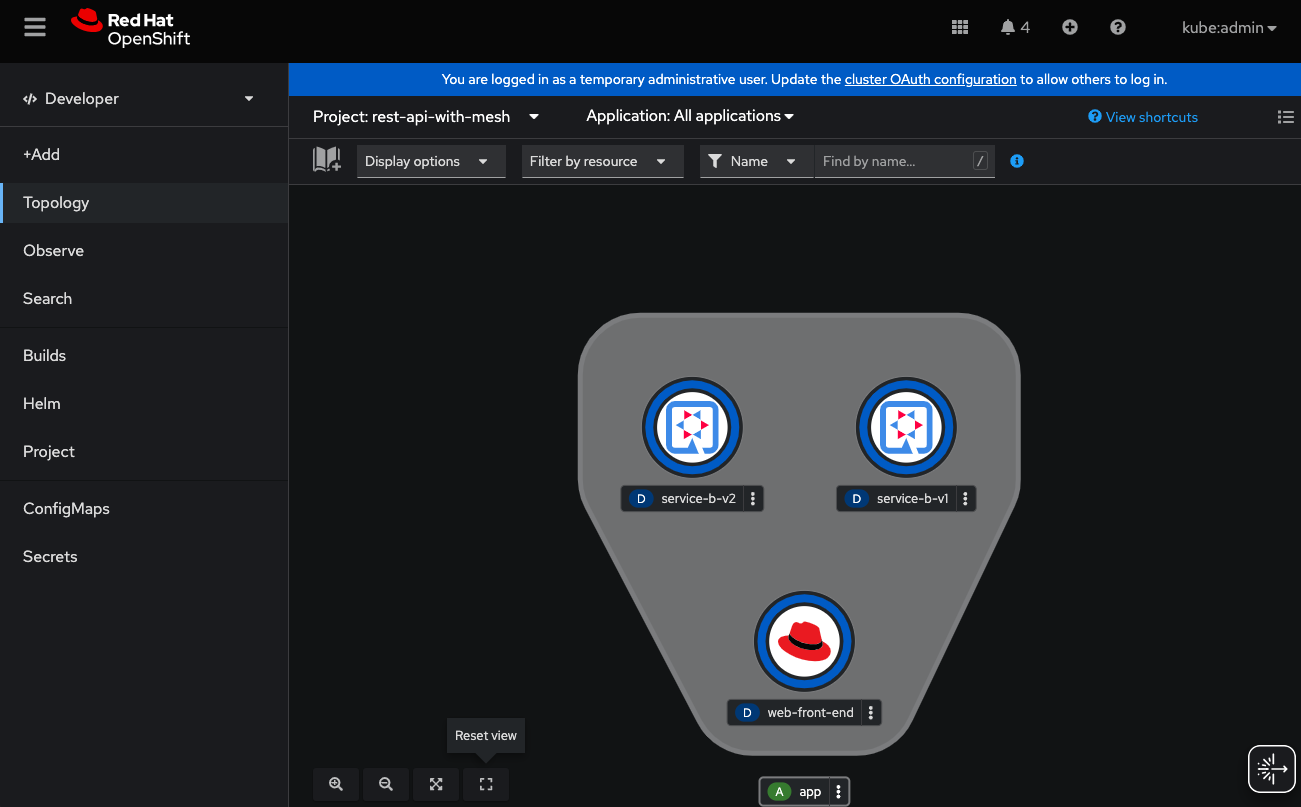 Red Hat
OpenShift
4
kube:admin
You are logged in as a temporary administrative user. Update the cluster OAuth configuration to allow others to log in.
Developer
Project: rest-api-with-mesh
Application: All applications
View shortcuts
+Add
Display options
Filter by resource
Name
Find by name...
/
Topology
Observe
Search
Builds
Helm
Project
ConfigMaps
Secrets
D service-b-v2
D service-b-v1
D web-front-end
Reset view
A app